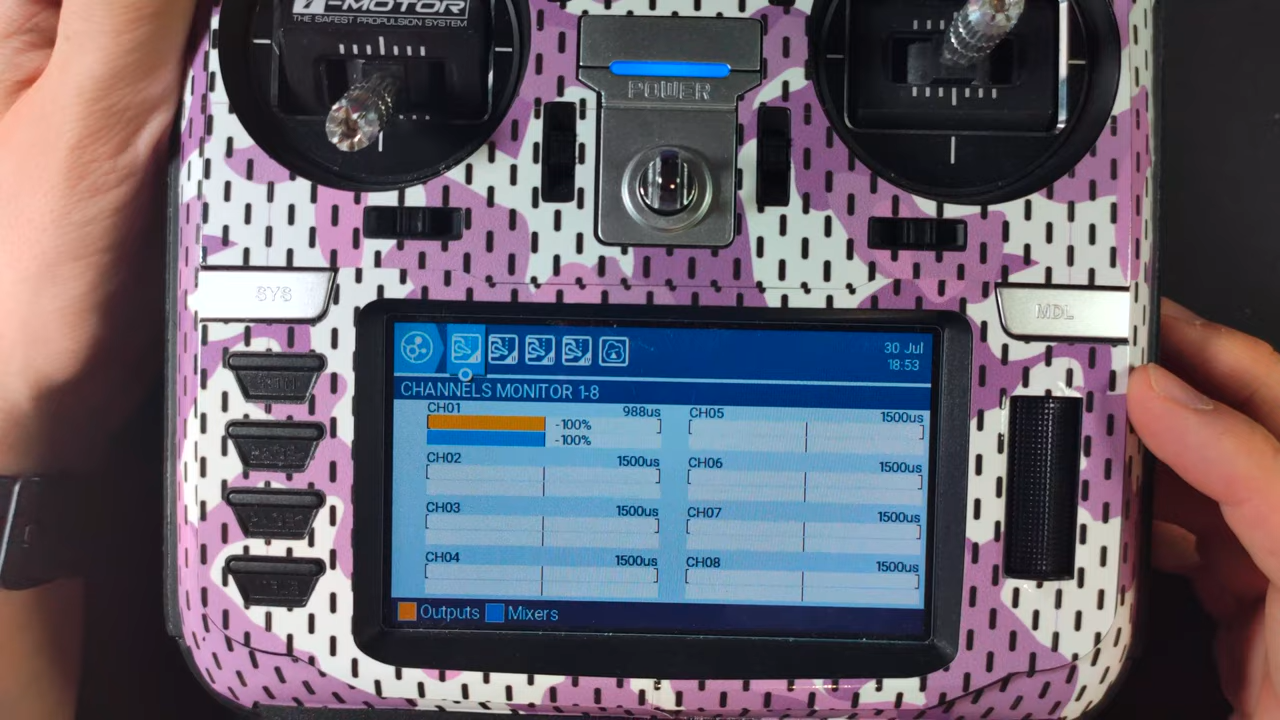 -MOTOR
THE SAFEST PROPULSION SYSTEM
POWER
SYS
MDL
30 Jul
18:53
CHANNELS MONITOR 1-8
CH01 988us
-100%
-100%
CH02 1500us
CH03 1500us
CH04 1500us
CH05 1500us
CH06 1500us
CH07 1500us
CH08 1500us
Outputs Mixers